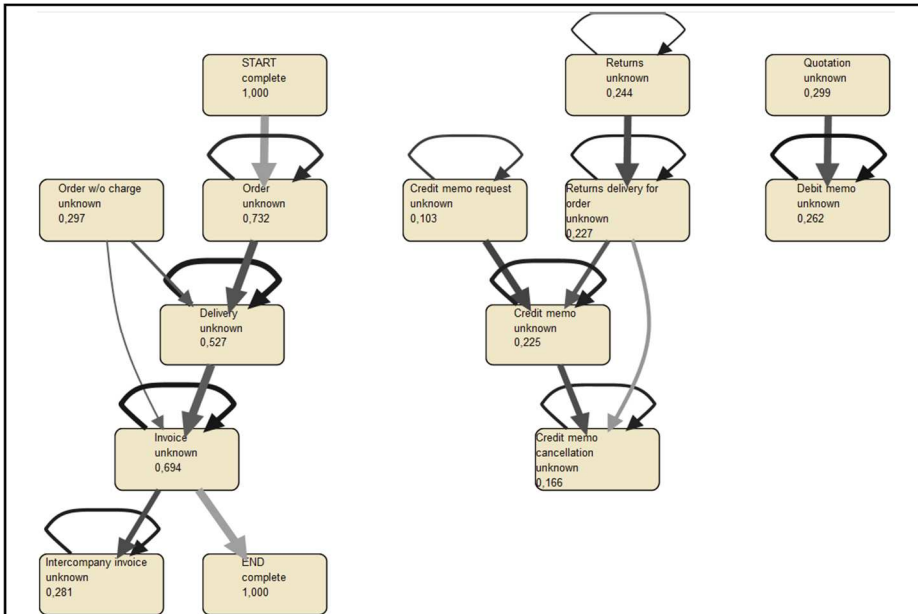 START
complete
1,000
Returns
unknown
0,244
Quotation
unknown
0,299
Order w/o charge
unknown
0,297
Order
unknown
0,732
Credit memo request
unknown
0,103
Returns delivery for
order
unknown
0,227
Debit memo
unknown
0,262
Delivery
unknown
0,527
Credit memo
unknown
0,225
Invoice
unknown
0,694
Credit memo
cancellation
unknown
0,166
Intercompany invoice
unknown
0,281
END
complete
1,000